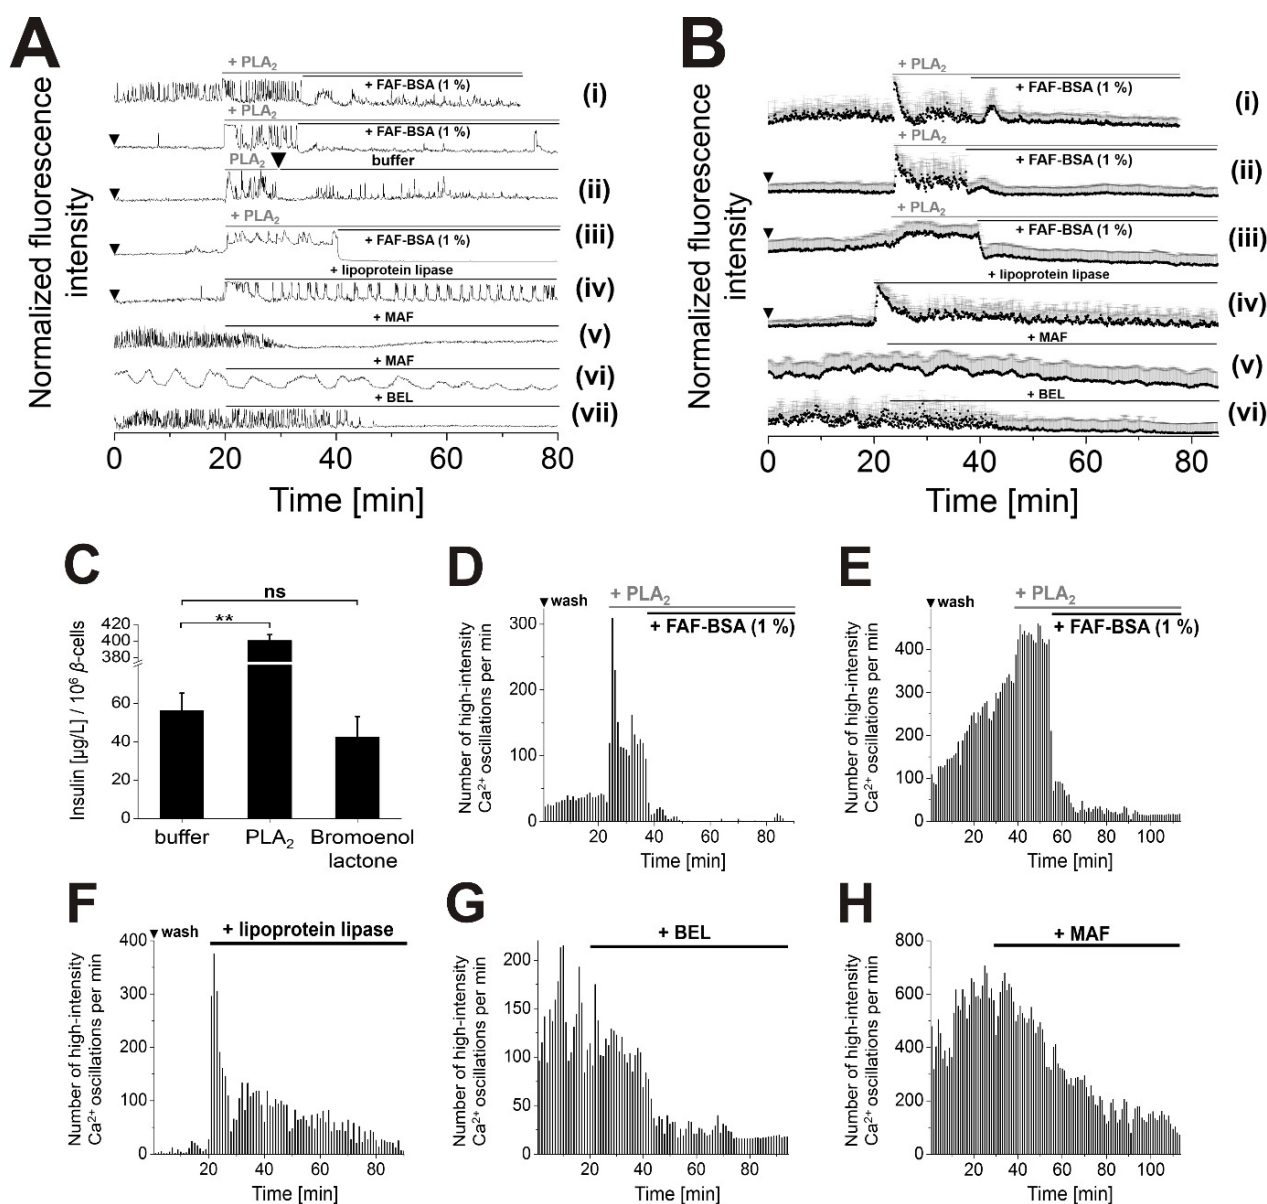 A
Normalized fluorescence
intensity
+ PLA₂
+ FAF-BSA (1 %)
(i)
+ PLA₂
+ FAF-BSA (1 %)
PLA₂
buffer
(ii)
+ PLA₂
+ FAF-BSA (1 %)
(iii)
+ lipoprotein lipase
(iv)
+ MAF
(v)
+ MAF
(vi)
+ BEL
(vii)
0 20 40 60 80
Time [min]
B
Normalized fluorescence
intensity
+ PLA₂
+ FAF-BSA (1 %)
(i)
+ PLA₂
+ FAF-BSA (1 %)
(ii)
+ PLA₂
+ FAF-BSA (1 %)
(iii)
+ lipoprotein lipase
(iv)
+ MAF
(v)
+ BEL
(vi)
0 20 40 60 80
Time [min]
C
Insulin [µg/L] / 10⁶ β-cells
ns
**
420
400
380
60
40
20
0
buffer PLA₂ Bromoenol
lactone
D
Number of high-intensity
Ca²⁺ oscillations per min
▼wash
+ PLA₂
+ FAF-BSA (1 %)
300
200
100
0
20 40 60 80
Time [min]
E
Number of high-intensity
Ca²⁺ oscillations per min
▼wash
+ PLA₂
+ FAF-BSA (1 %)
400
300
200
100
0
20 40 60 80 100
Time [min]
F
Number of high-intensity
Ca²⁺ oscillations per min
▼wash
+ lipoprotein lipase
400
300
200
100
0
20 40 60 80
Time [min]
G
Number of high-intensity
Ca²⁺ oscillations per min
+ BEL
200
150
100
50
0
20 40 60 80
Time [min]
H
Number of high-intensity
Ca²⁺ oscillations per min
+ MAF
800
600
400
200
0
20 40 60 80 100
Time [min]